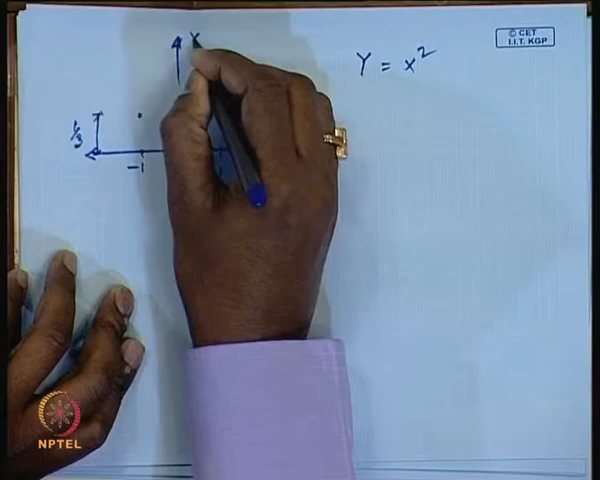 © CET
I.I.T. KGP
Y = x²
x
1/3
-1
NPTEL